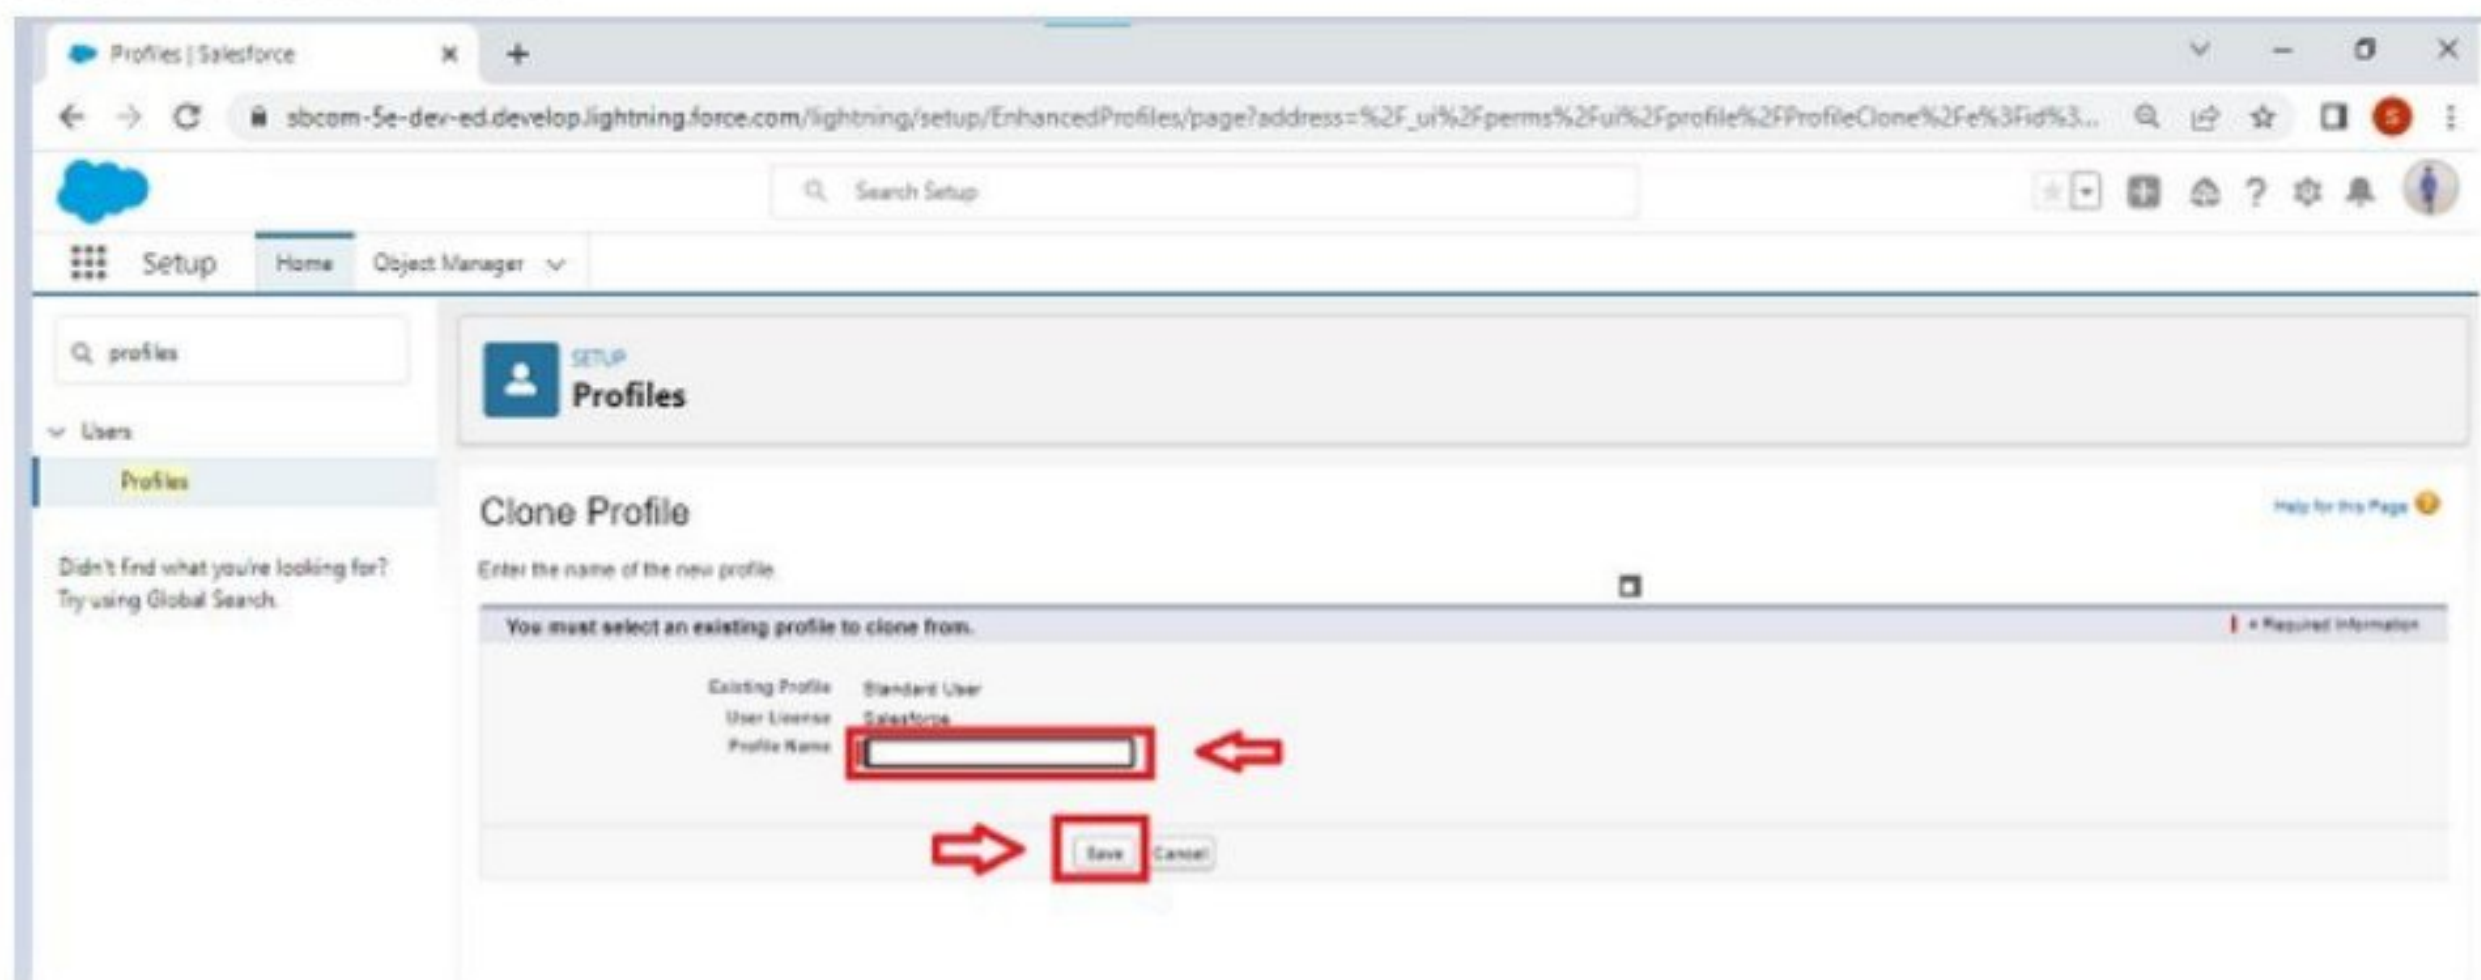 Profiles | Salesforce
sbcom-5e-dev-ed.develop.lightning.force.com/lightning/setup/EnhancedProfiles/page?address=%2F_ui%2Fperms%2Fui%2Fprofile%2FProfileClone%2Fe%3Fid%3...
S
Search Setup
Setup Home Object Manager
profiles
SETUP
Profiles
Users
Profiles
Clone Profile
Help for this Page
Didn't find what you're looking for?
Try using Global Search.
Enter the name of the new profile.
You must select an existing profile to clone from.
= Required Information
Existing Profile Standard User
User License Salesforce
Profile Name
Save Cancel